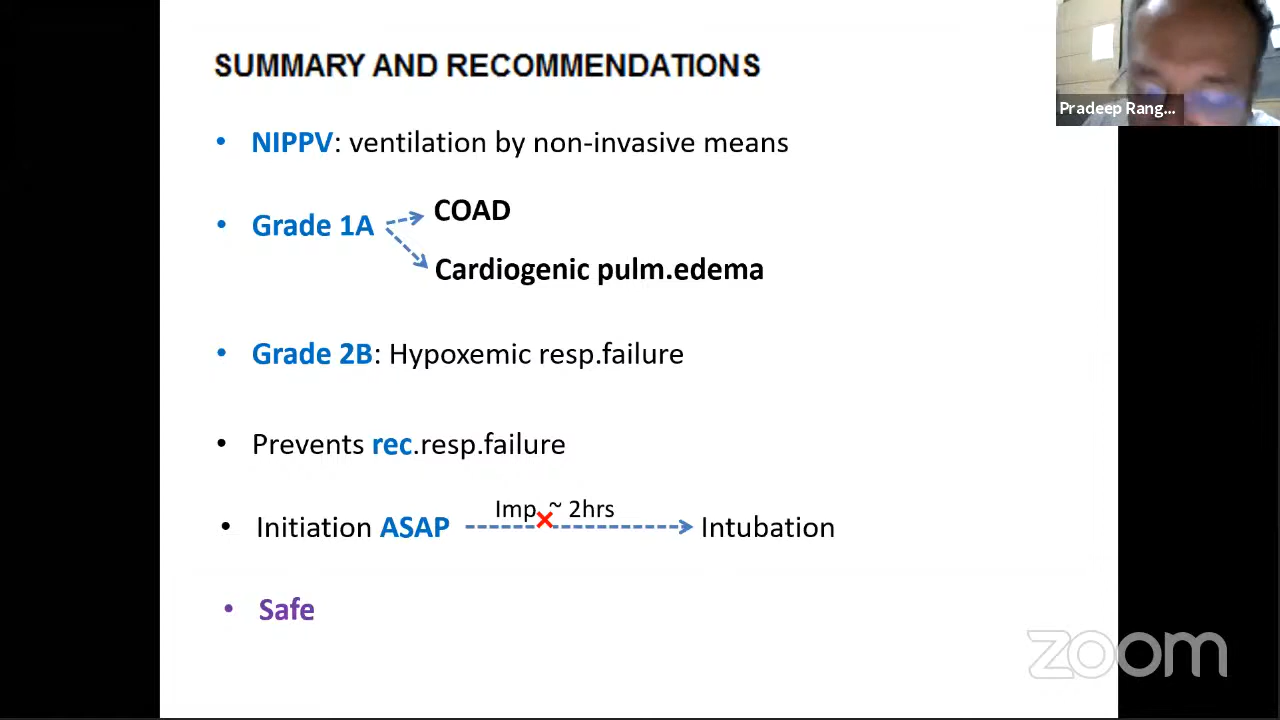 SUMMARY AND RECOMMENDATIONS
Pradeep Rang...
• NIPPV: ventilation by non-invasive means
• Grade 1A
COAD
Cardiogenic pulm.edema
• Grade 2B: Hypoxemic resp.failure
• Prevents rec.resp.failure
Imp ~ 2hrs
• Initiation ASAP Intubation
• Safe
zoom